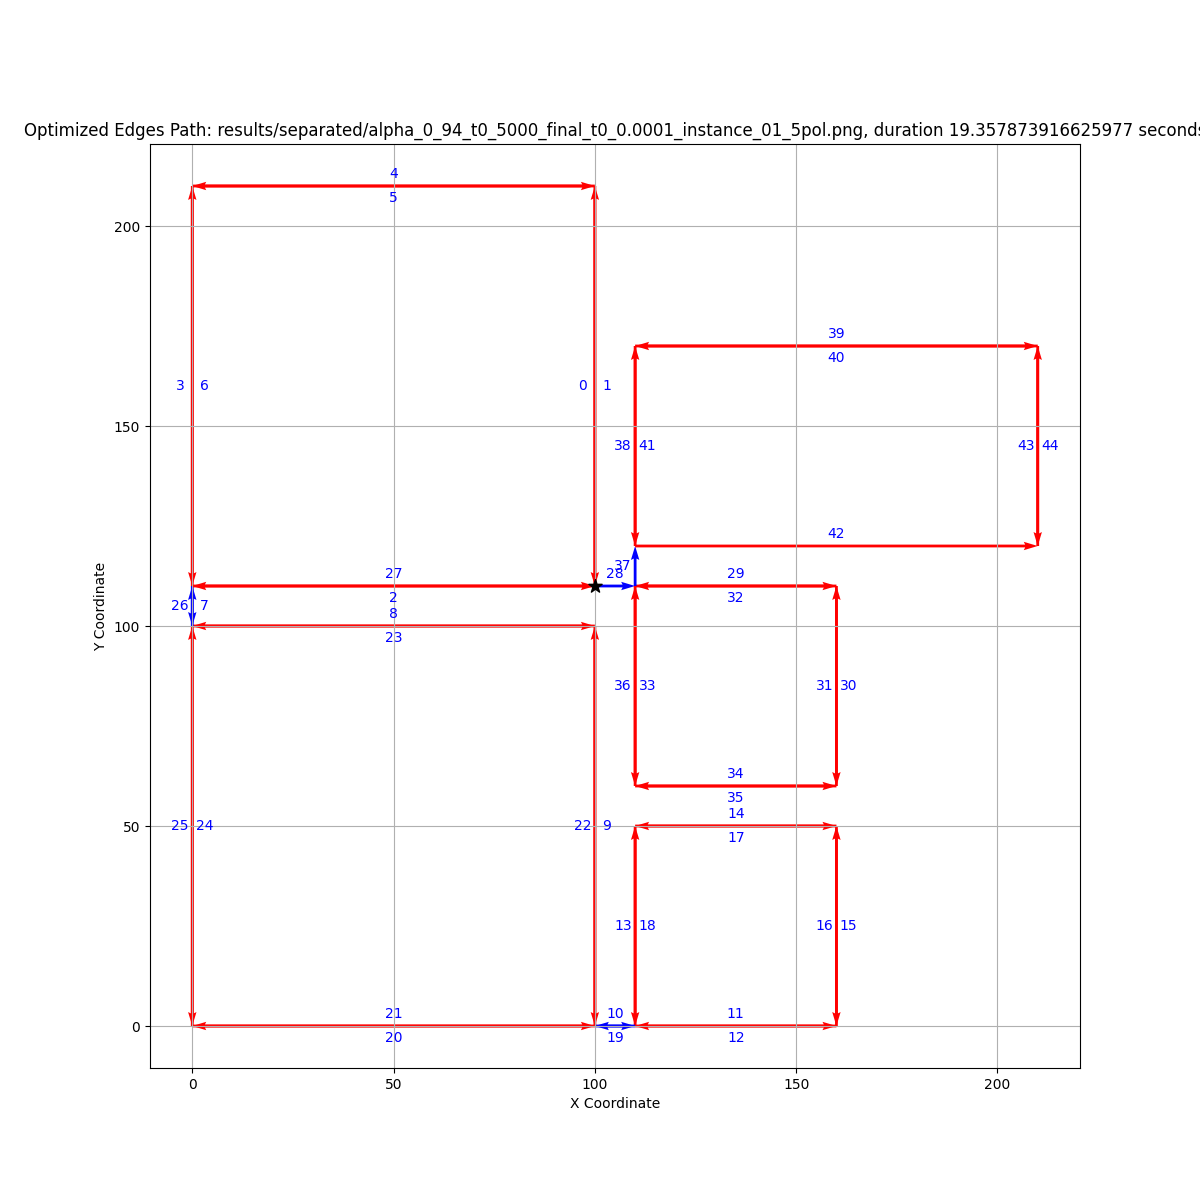 Optimized Edges Path: results/separated/alpha_0_94_t0_5000_final_t0_0.0001_instance_01_5pol.png, duration 19.357873916625977 seconds
4
5
200
39
40
3 6 0 1
150
38 41 43 44
42
37
27 28 29
2 32
26 7
8
100
23
Y Coordinate
36 33 31 30
34
35
50
25 24 22 9
14
17
13 18 16 15
21 10 11
0
20 19 12
0 50 100 150 200
X Coordinate